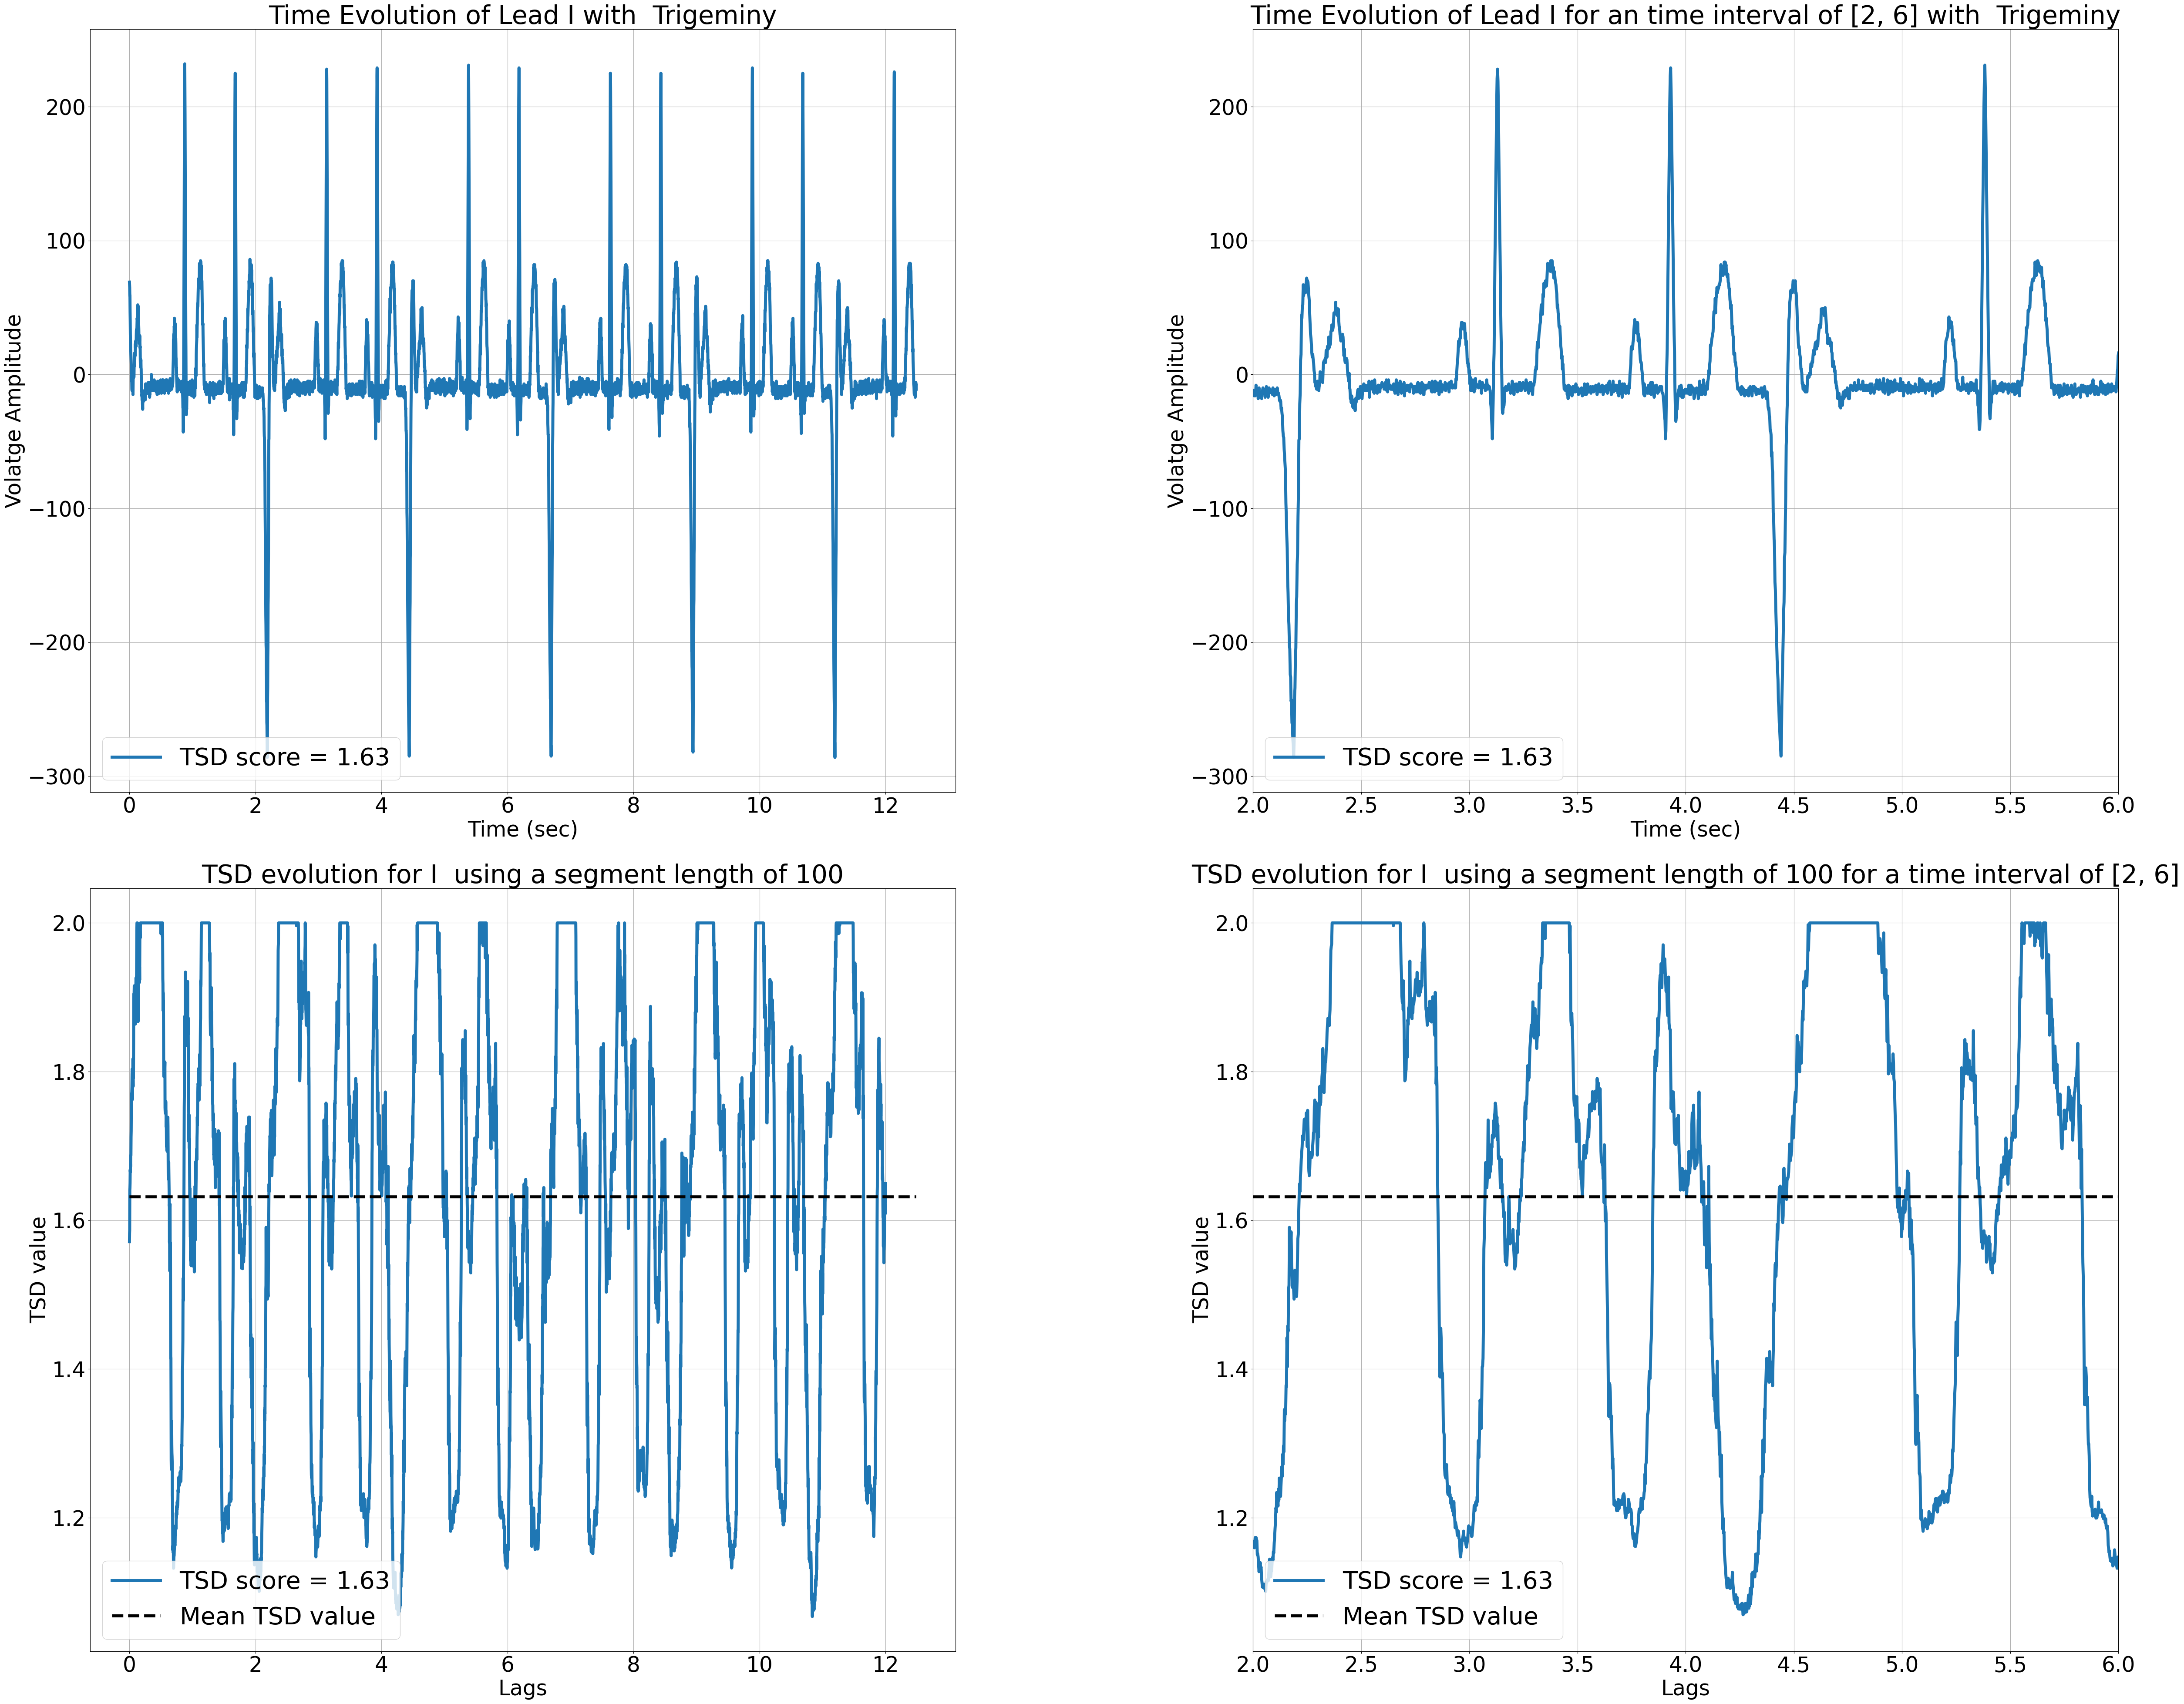 Time Evolution of Lead I with  Trigeminy
Volatge Amplitude
200
100
0
−100
−200
−300
TSD score = 1.63
0 2 4 6 8 10 12
Time (sec)
Time Evolution of Lead I for an time interval of [2, 6] with  Trigeminy
Volatge Amplitude
200
100
0
−100
−200
−300
TSD score = 1.63
2.0 2.5 3.0 3.5 4.0 4.5 5.0 5.5 6.0
Time (sec)
TSD evolution for I  using a segment length of 100
TSD value
2.0
1.8
1.6
1.4
1.2
TSD score = 1.63
Mean TSD value
0 2 4 6 8 10 12
Lags
TSD evolution for I  using a segment length of 100 for a time interval of [2, 6]
TSD value
2.0
1.8
1.6
1.4
1.2
TSD score = 1.63
Mean TSD value
2.0 2.5 3.0 3.5 4.0 4.5 5.0 5.5 6.0
Lags